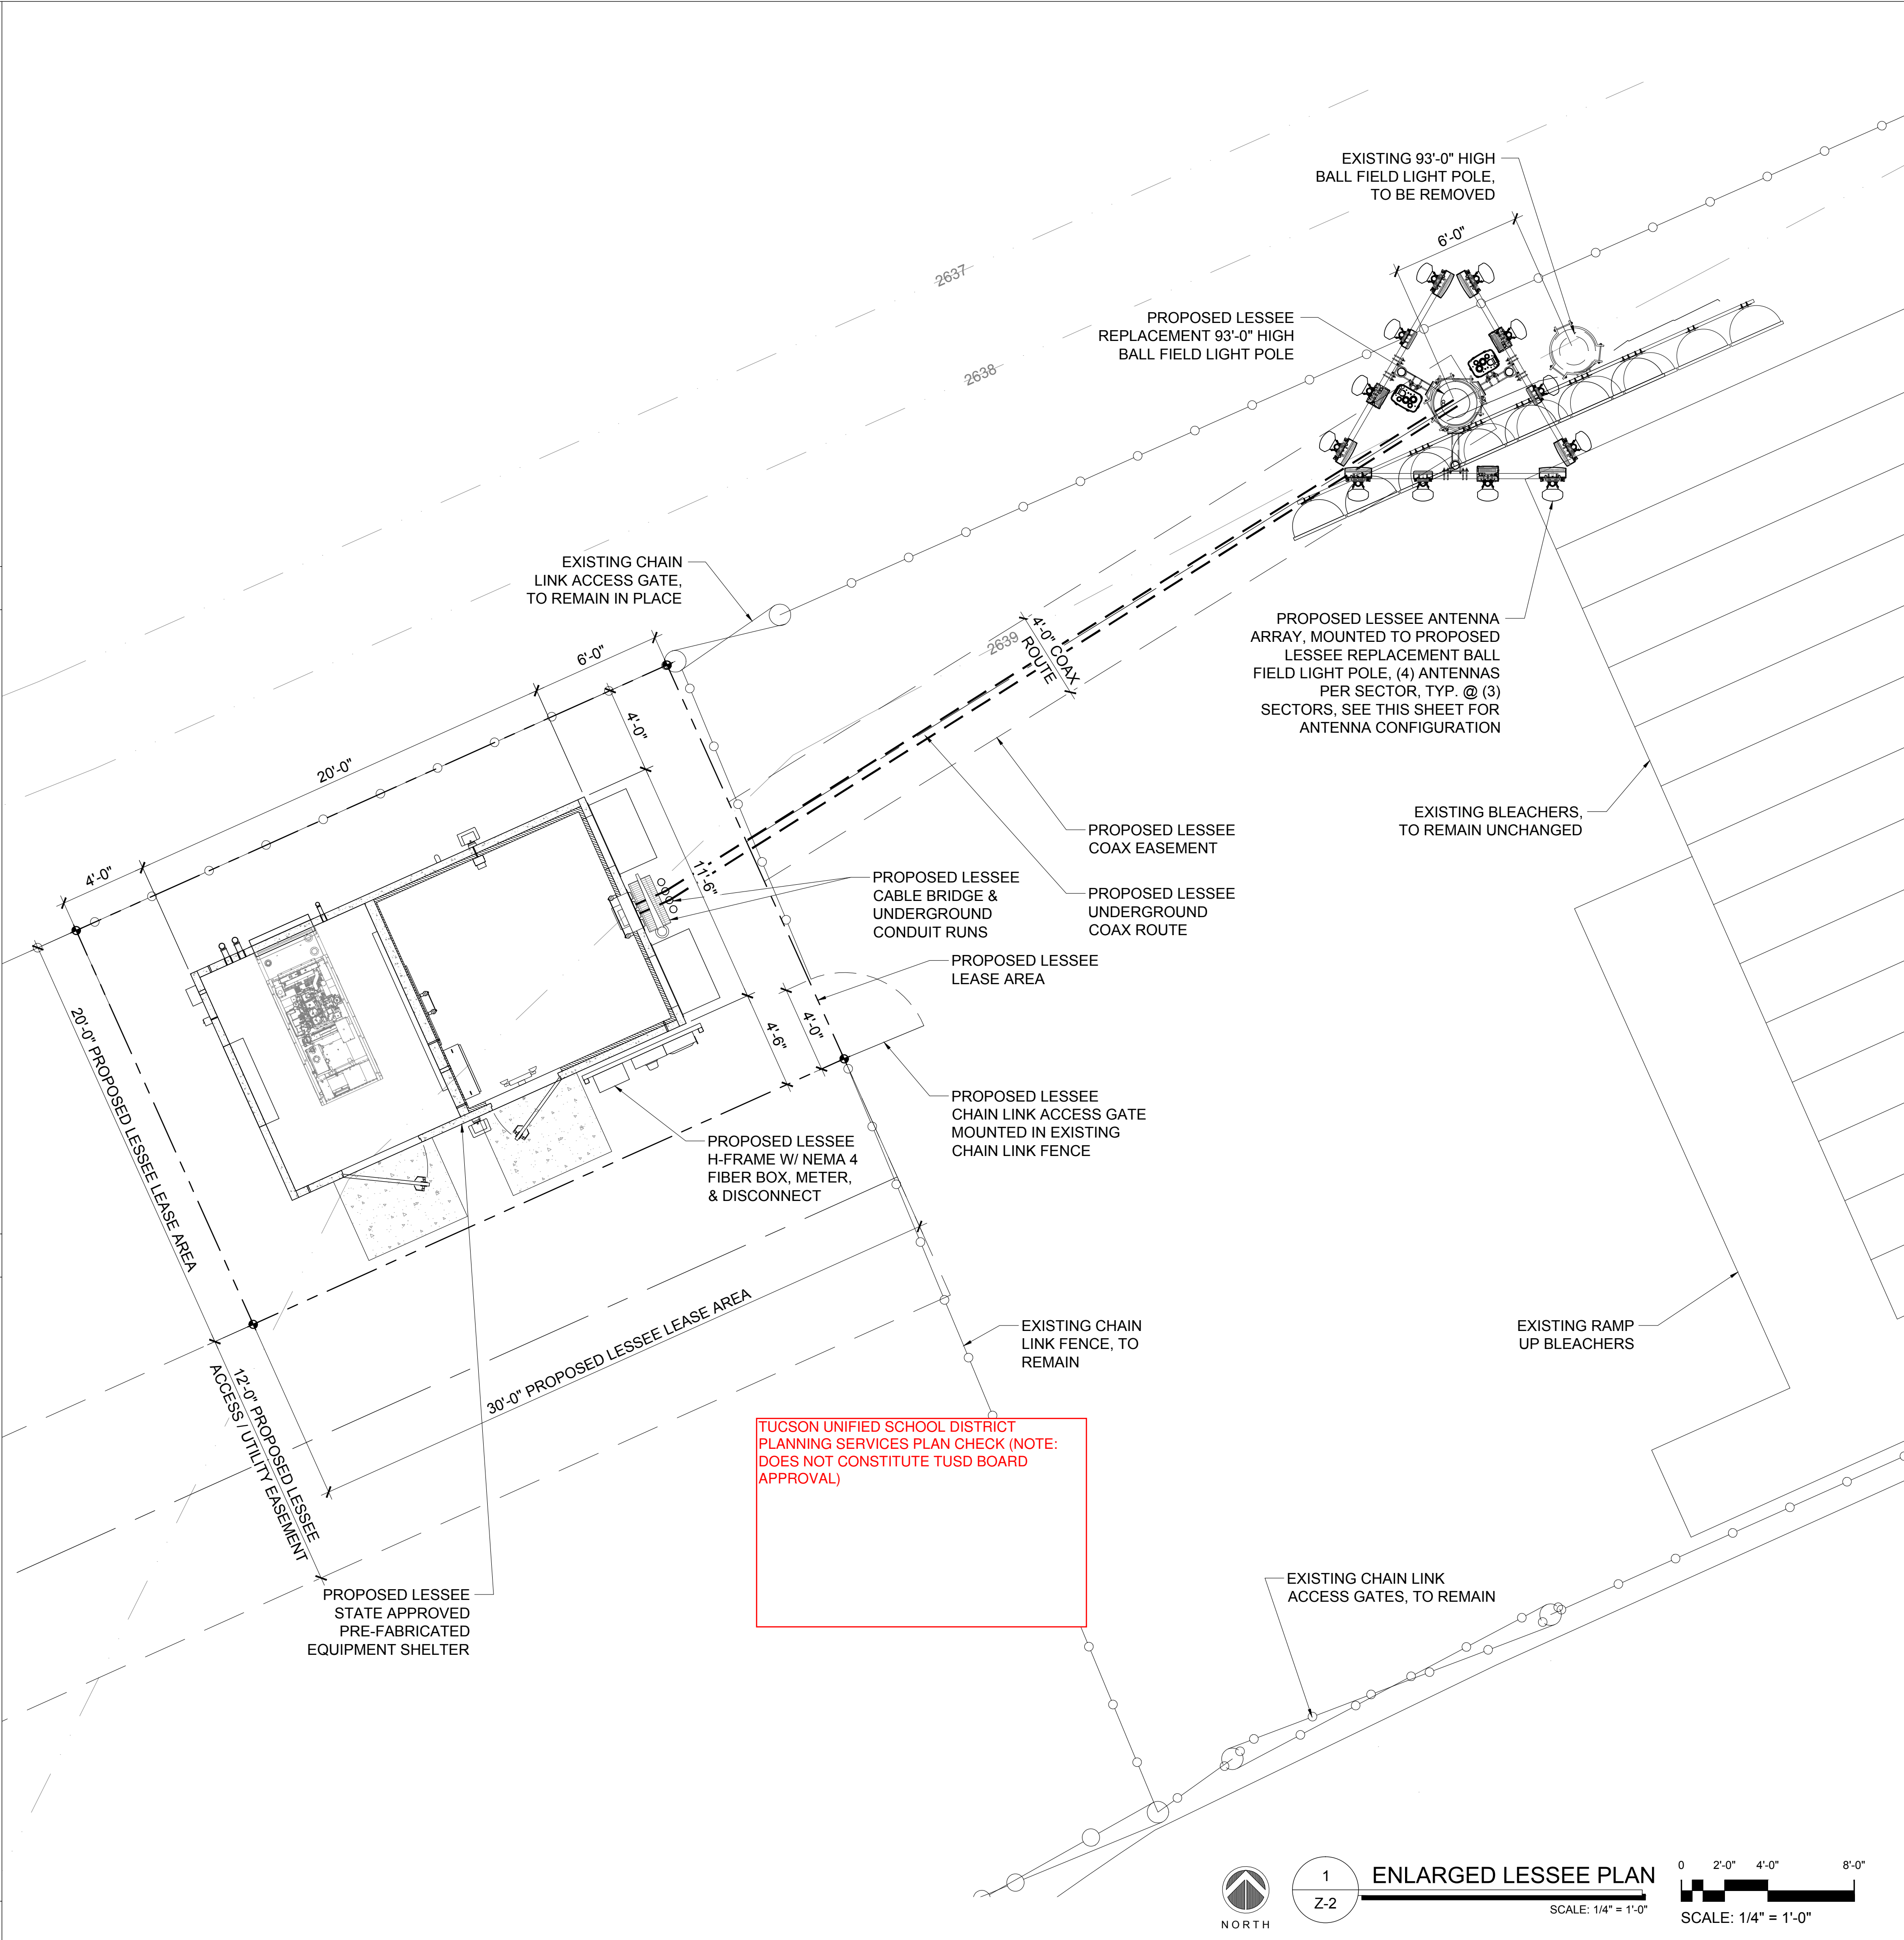 EXISTING 93'-0" HIGH
BALL FIELD LIGHT POLE,
TO BE REMOVED
6'-0"
2637
PROPOSED LESSEE
REPLACEMENT 93'-0" HIGH
BALL FIELD LIGHT POLE
2638
EXISTING CHAIN
LINK ACCESS GATE,
TO REMAIN IN PLACE
PROPOSED LESSEE ANTENNA
ARRAY, MOUNTED TO PROPOSED
LESSEE REPLACEMENT BALL
FIELD LIGHT POLE, (4) ANTENNAS
PER SECTOR, TYP. @ (3)
SECTORS, SEE THIS SHEET FOR
ANTENNA CONFIGURATION
2639
4'-0" COAX
ROUTE
6'-0"
4'-0"
20'-0"
4'-0"
11'-6"
EXISTING BLEACHERS,
TO REMAIN UNCHANGED
PROPOSED LESSEE
COAX EASEMENT
PROPOSED LESSEE
CABLE BRIDGE &
UNDERGROUND
CONDUIT RUNS
PROPOSED LESSEE
UNDERGROUND
COAX ROUTE
PROPOSED LESSEE
LEASE AREA
4'-6"
4'-0"
20'-0" PROPOSED LESSEE LEASE AREA
PROPOSED LESSEE
CHAIN LINK ACCESS GATE
MOUNTED IN EXISTING
CHAIN LINK FENCE
PROPOSED LESSEE
H-FRAME W/ NEMA 4
FIBER BOX, METER,
& DISCONNECT
30'-0" PROPOSED LESSEE LEASE AREA
EXISTING CHAIN
LINK FENCE, TO
REMAIN
EXISTING RAMP
UP BLEACHERS
12'-0" PROPOSED LESSEE
ACCESS / UTILITY EASEMENT
TUCSON UNIFIED SCHOOL DISTRICT
PLANNING SERVICES PLAN CHECK (NOTE:
DOES NOT CONSTITUTE TUSD BOARD
APPROVAL)
PROPOSED LESSEE
STATE APPROVED
PRE-FABRICATED
EQUIPMENT SHELTER
EXISTING CHAIN LINK
ACCESS GATES, TO REMAIN
NORTH
1
Z-2
ENLARGED LESSEE PLAN
SCALE: 1/4" = 1'-0"
0 2'-0" 4'-0" 8'-0"
SCALE: 1/4" = 1'-0"